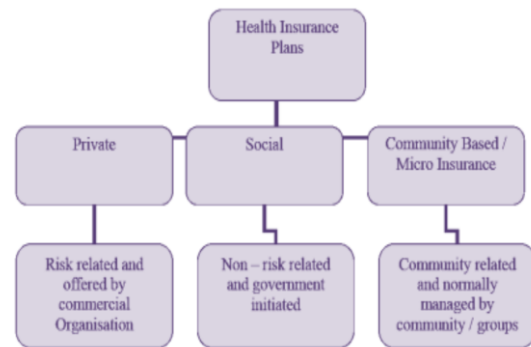 Health Insurance
Plans
Private
Social
Community Based /
Micro Insurance
Risk related and
offered by
commercial
Organisation
Non – risk related
and government
initiated
Community related
and normally
managed by
community / groups